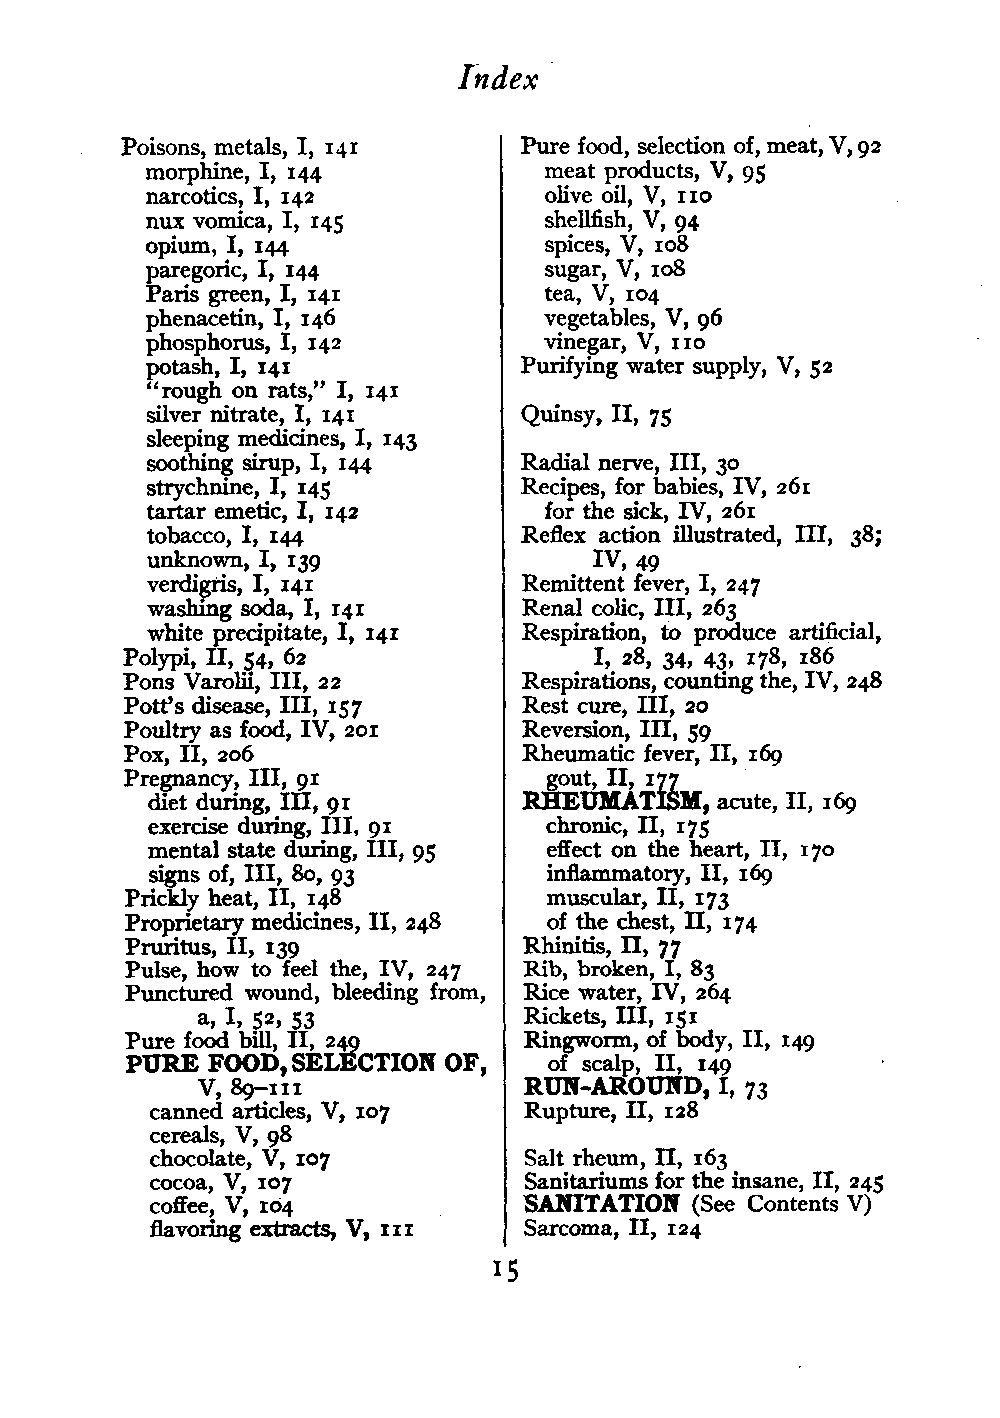 Index
Poisons, metals, I, 141
morphine, I, 144
narcotics, I, 142
nux vomica, I, 145
opium, I, 144
paregoric, I, 144
Paris green, I, 141
phenacetin, I, 146
phosphorus, I, 142
potash, I, 141
“rough on rats,” I, 141
silver nitrate, I, 141
sleeping medicines, I, 143
soothing sirup, I, 144
strychnine, I, 145
tartar emetic, I, 142
tobacco, I, 144
unknown, I, 139
verdigris, I, 141
washing soda, I, 141
white precipitate, I, 141
Polypi, II, 54, 62
Pons Varolii, III, 22
Pott's disease, III, 157
Poultry as food, IV, 201
Pox, II, 206
Pregnancy, III, 91
diet during, III, 91
exercise during, III, 91
mental state during, III, 95
signs of, III, 80, 93
Prickly heat, II, 148
Proprietary medicines, II, 248
Pruritus, II, 139
Pulse, how to feel the, IV, 247
Punctured wound, bleeding from,
a, I, 52, 53
Pure food bill, II, 249
PURE FOOD, SELECTION OF,
V, 89–111
canned articles, V, 107
cereals, V, 98
chocolate, V, 107
cocoa, V, 107
coffee, V, 104
flavoring extracts, V, 111
Pure food, selection of, meat, V, 92
meat products, V, 95
olive oil, V, 110
shellfish, V, 94
spices, V, 108
sugar, V, 108
tea, V, 104
vegetables, V, 96
vinegar, V, 110
Purifying water supply, V, 52
Quinsy, II, 75
Radial nerve, III, 30
Recipes, for babies, IV, 261
for the sick, IV, 261
Reflex action illustrated, III, 38;
IV, 49
Remittent fever, I, 247
Renal colic, III, 263
Respiration, to produce artificial,
I, 28, 34, 43, 178, 186
Respirations, counting the, IV, 248
Rest cure, III, 20
Reversion, III, 59
Rheumatic fever, II, 169
gout, II, 177
RHEUMATISM, acute, II, 169
chronic, II, 175
effect on the heart, II, 170
inflammatory, II, 169
muscular, II, 173
of the chest, II, 174
Rhinitis, II, 77
Rib, broken, I, 83
Rice water, IV, 264
Rickets, III, 151
Ringworm, of body, II, 149
of scalp, II, 149
RUN-AROUND, I, 73
Rupture, II, 128
Salt rheum, II, 163
Sanitariums for the insane, II, 245
SANITATION (See Contents V)
Sarcoma, II, 124
15